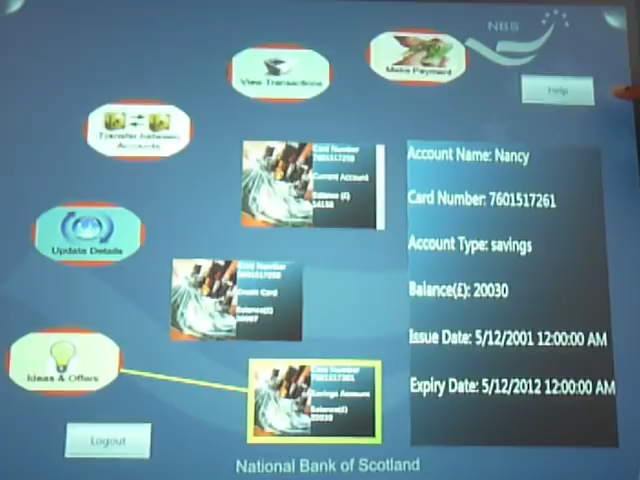 NBS
View Transactions
Make Payment
Help
Transfer between
Accounts
Card Number
Current Account
Account Name: Nancy
Card Number: 7601517261
Account Type: savings
Balance(£): 20030
Issue Date: 5/12/2001 12:00:00 AM
Expiry Date: 5/12/2012 12:00:00 AM
Update Details
Card Number
Credit Card
Balance(£)
Ideas & Offers
Card Number
Savings Account
Balance(£)
20030
Logout
National Bank of Scotland